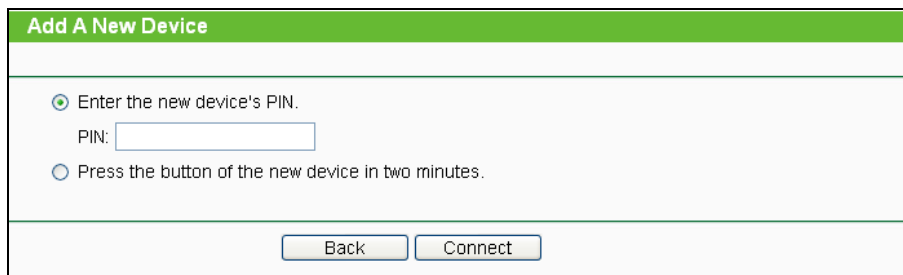 Add A New Device
Enter the new device's PIN.
PIN:
Press the button of the new device in two minutes.
Back Connect